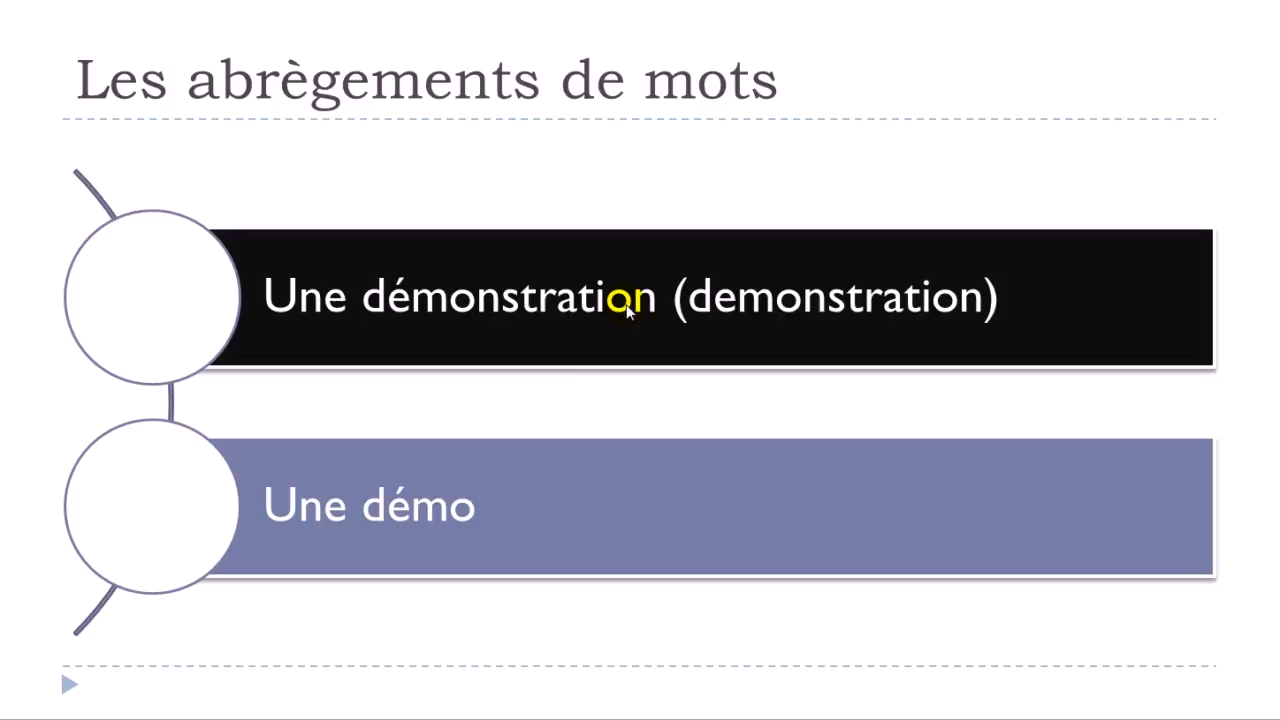 Les abrègements de mots
Une démonstration (demonstration)
Une démo